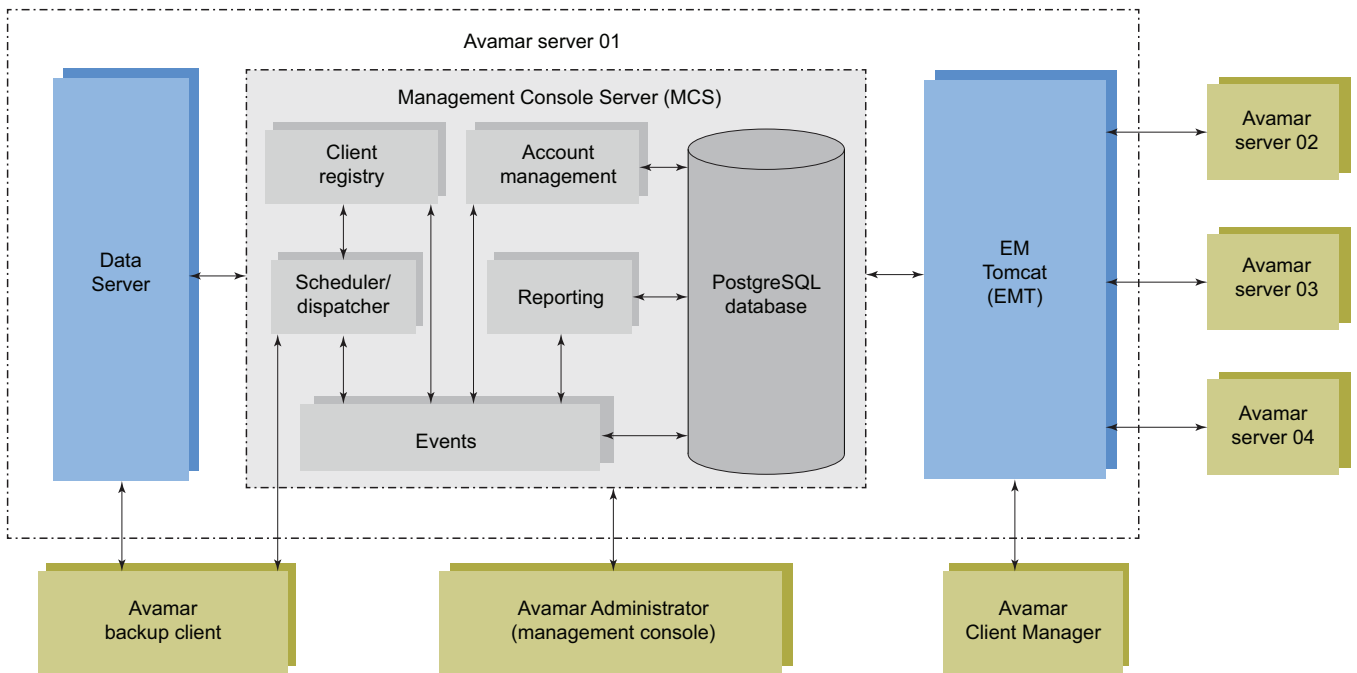 Avamar server 01
Management Console Server (MCS)
Client
registry
Account
management
Data
Server
Scheduler/
dispatcher
Reporting
PostgreSQL
database
Events
EM
Tomcat
(EMT)
Avamar
server 02
Avamar
server 03
Avamar
server 04
Avamar
backup client
Avamar Administrator
(management console)
Avamar
Client Manager